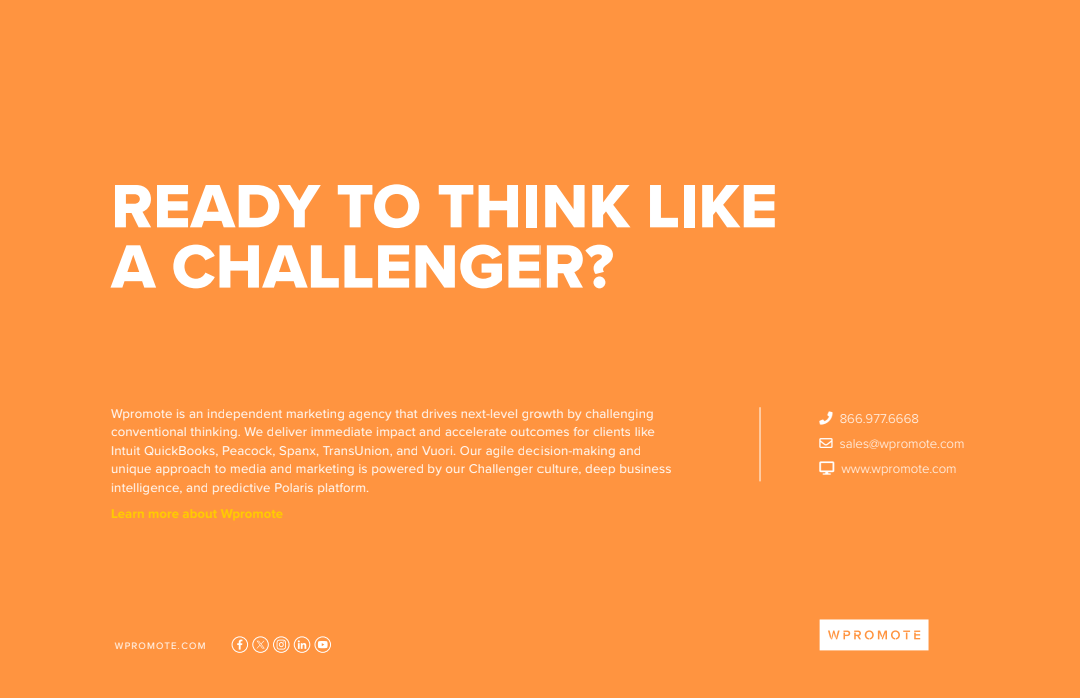 READY TO THINK LIKE
A CHALLENGER?
Wpromote is an independent marketing agency that drives next-level growth by challenging
conventional thinking. We deliver immediate impact and accelerate outcomes for clients like
Intuit QuickBooks, Peacock, Spanx, TransUnion, and Vuori. Our agile decision-making and
unique approach to media and marketing is powered by our Challenger culture, deep business
intelligence, and predictive Polaris platform.
Learn more about Wpromote
866.977.6668
sales@wpromote.com
www.wpromote.com
WPROMOTE.COM
WPROMOTE